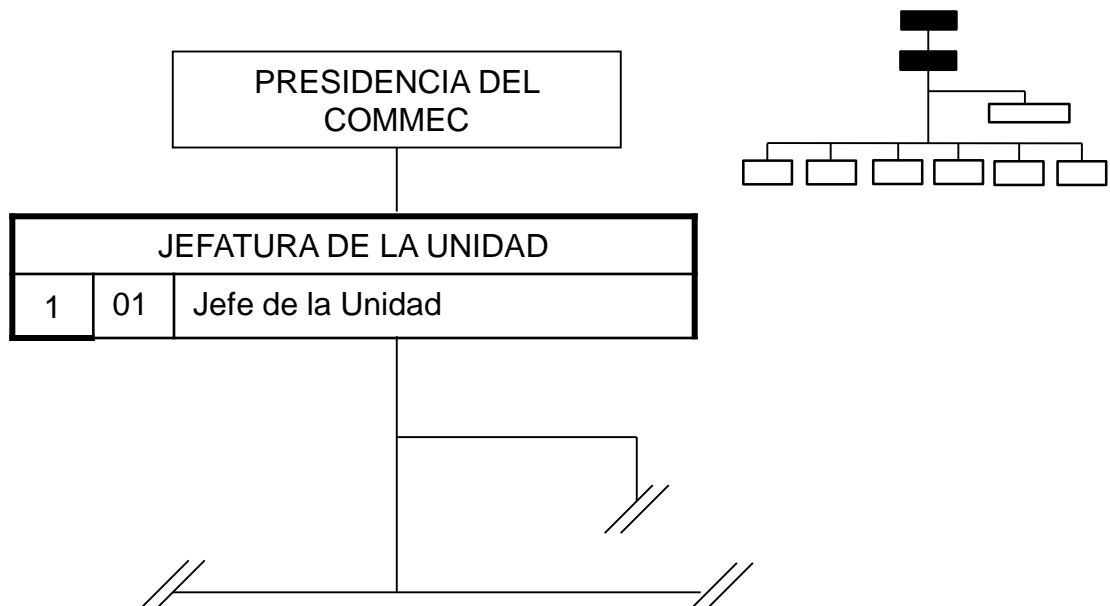 PRESIDENCIA DEL
COMMEC
JEFATURA DE LA UNIDAD
1 01 Jefe de la Unidad